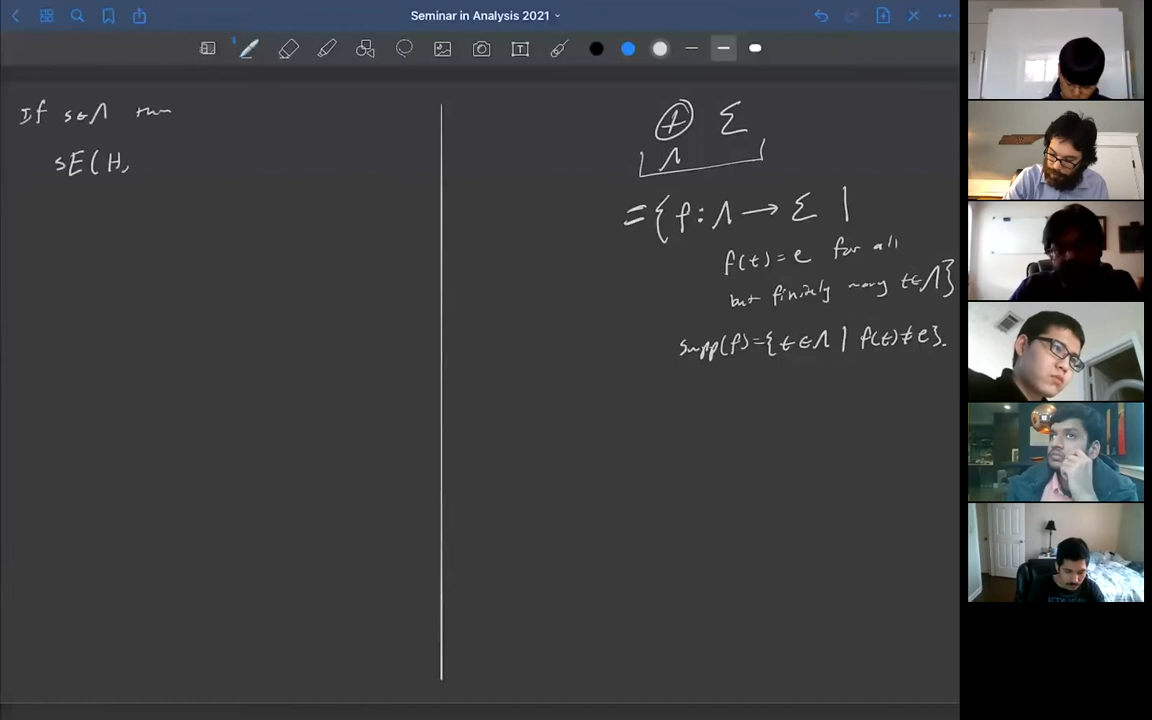 Seminar in Analysis 2021
If s∈Λ then
sE(H,
⊕ Σ
Λ
={f:Λ→Σ |
f(t)=e for all
but finitely many t∈Λ}
supp(f)={t∈Λ | f(t)≠e}.